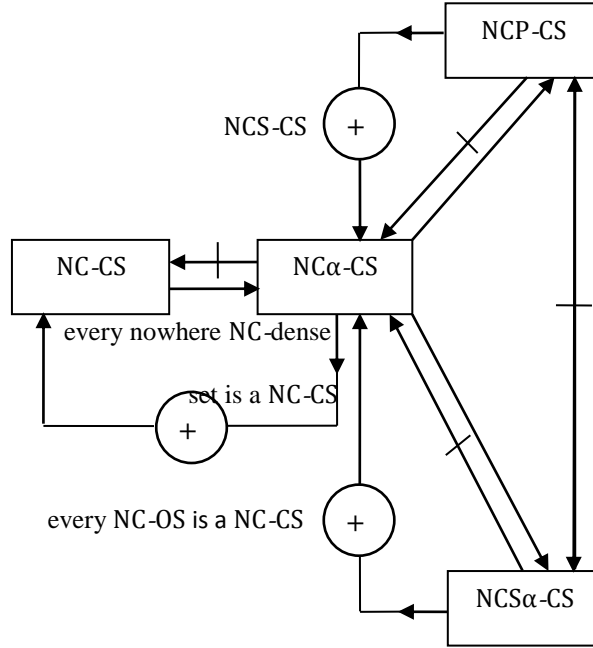 NCP-CS
NCS-CS
+
NC-CS
NCα-CS
every nowhere NC-dense
set is a NC-CS
+
every NC-OS is a NC-CS
+
NCSα-CS